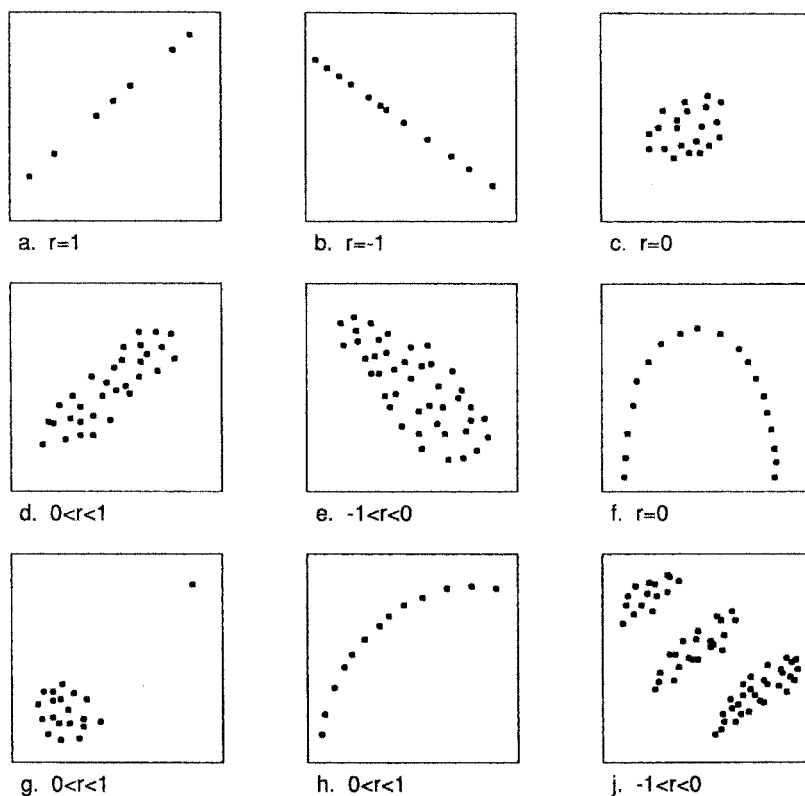 a. r=1
b. r=-1
c. r=0
d. 0<r<1
e. -1<r<0
f. r=0
g. 0<r<1
h. 0<r<1
j. -1<r<0